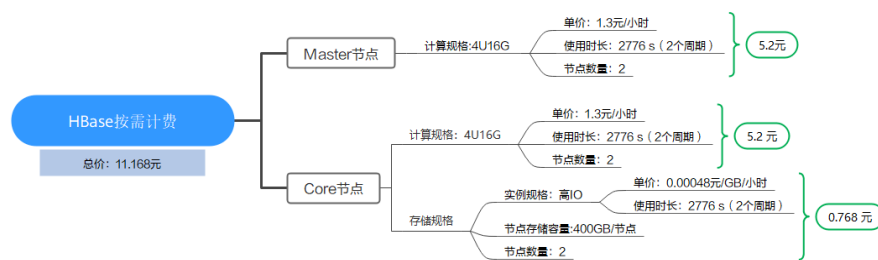 HBase按需计费
总价：11.168元
Master节点
计算规格:4U16G
单价：1.3元/小时
使用时长：2776 s（2个周期）
节点数量：2
5.2元
Core节点
计算规格：4U16G
单价：1.3元/小时
使用时长：2776 s（2个周期）
节点数量：2
5.2 元
存储规格
实例规格：高IO
单价：0.00048元/GB/小时
使用时长：2776 s（2个周期）
节点存储容量:400GB/节点
节点数量：2
0.768 元